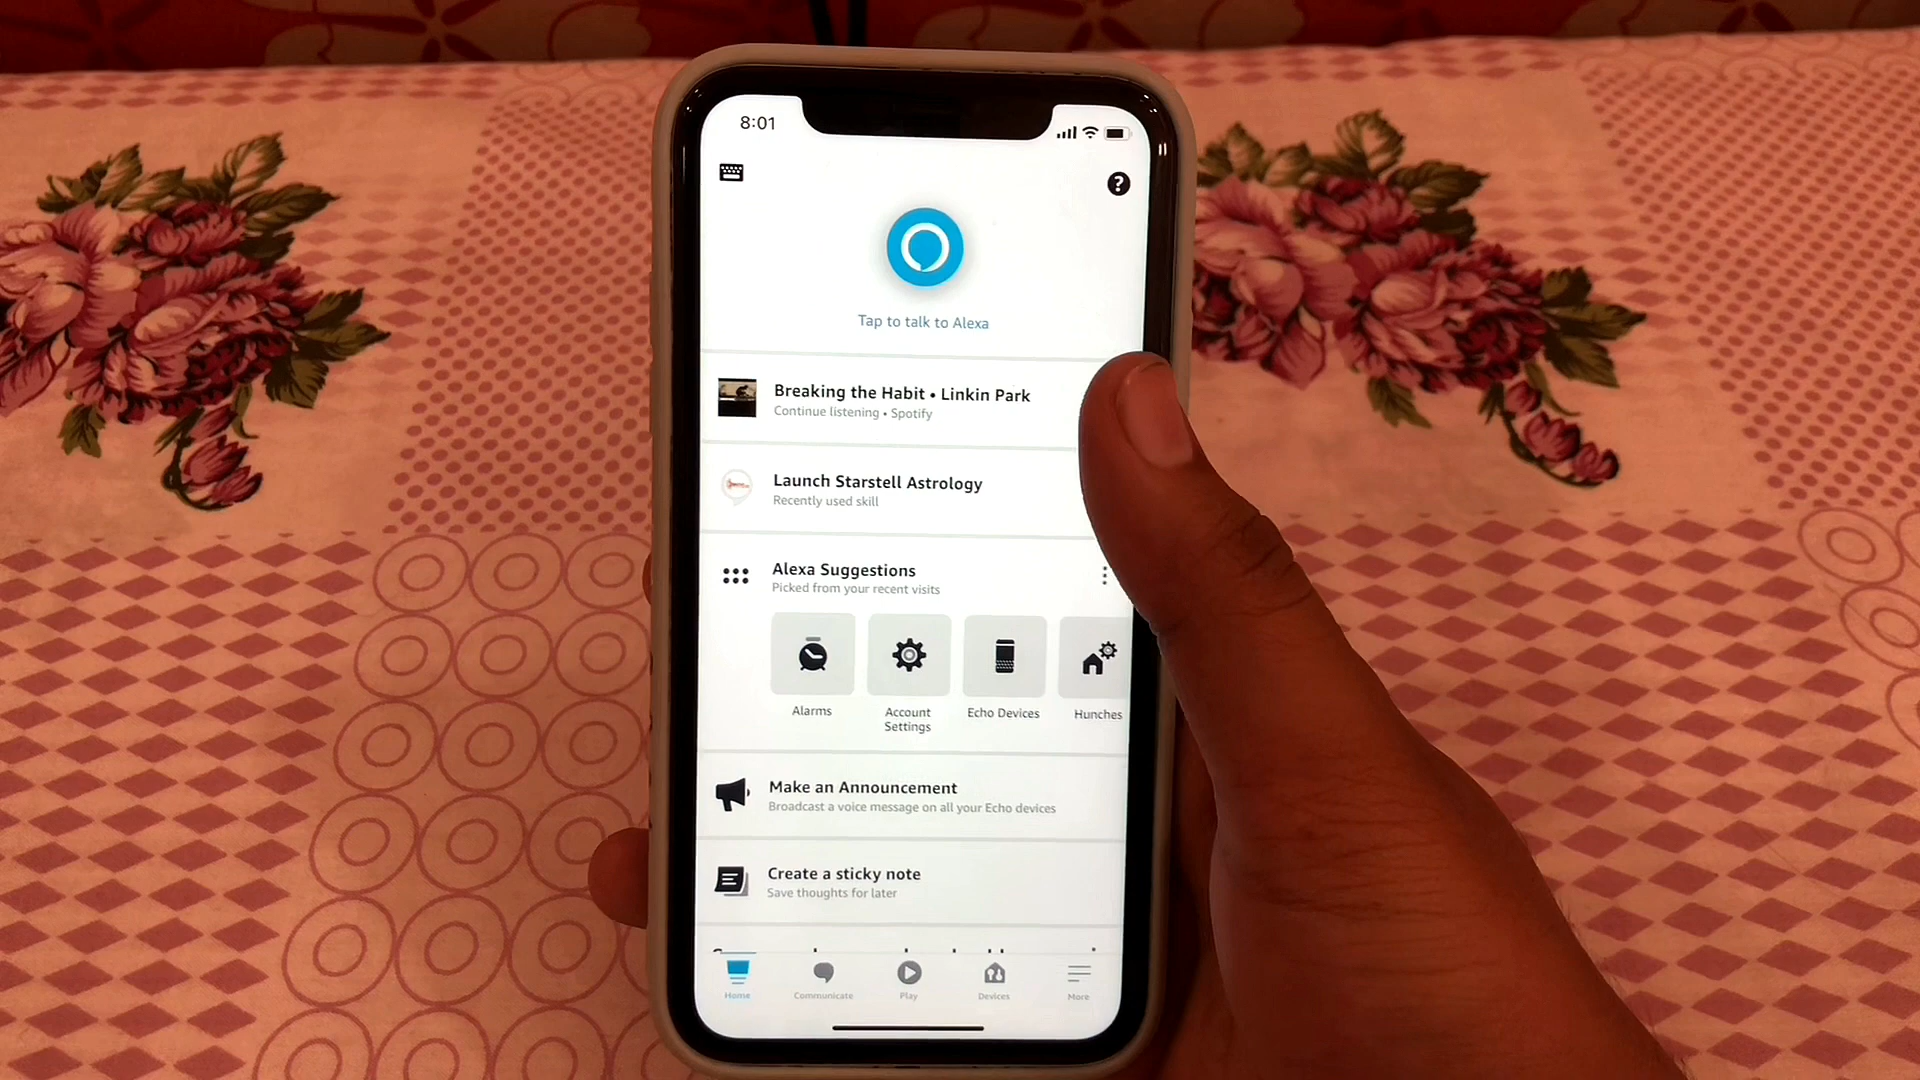 8:01
Tap to talk to Alexa
Breaking the Habit • Linkin Park
Continue listening • Spotify
Launch Starstell Astrology
Recently used skill
Alexa Suggestions
Picked from your recent visits
Alarms
Account
Settings
Echo Devices
Hunches
Make an Announcement
Broadcast a voice message on all your Echo devices
Create a sticky note
Save thoughts for later
Home
Communicate
Play
Devices
More